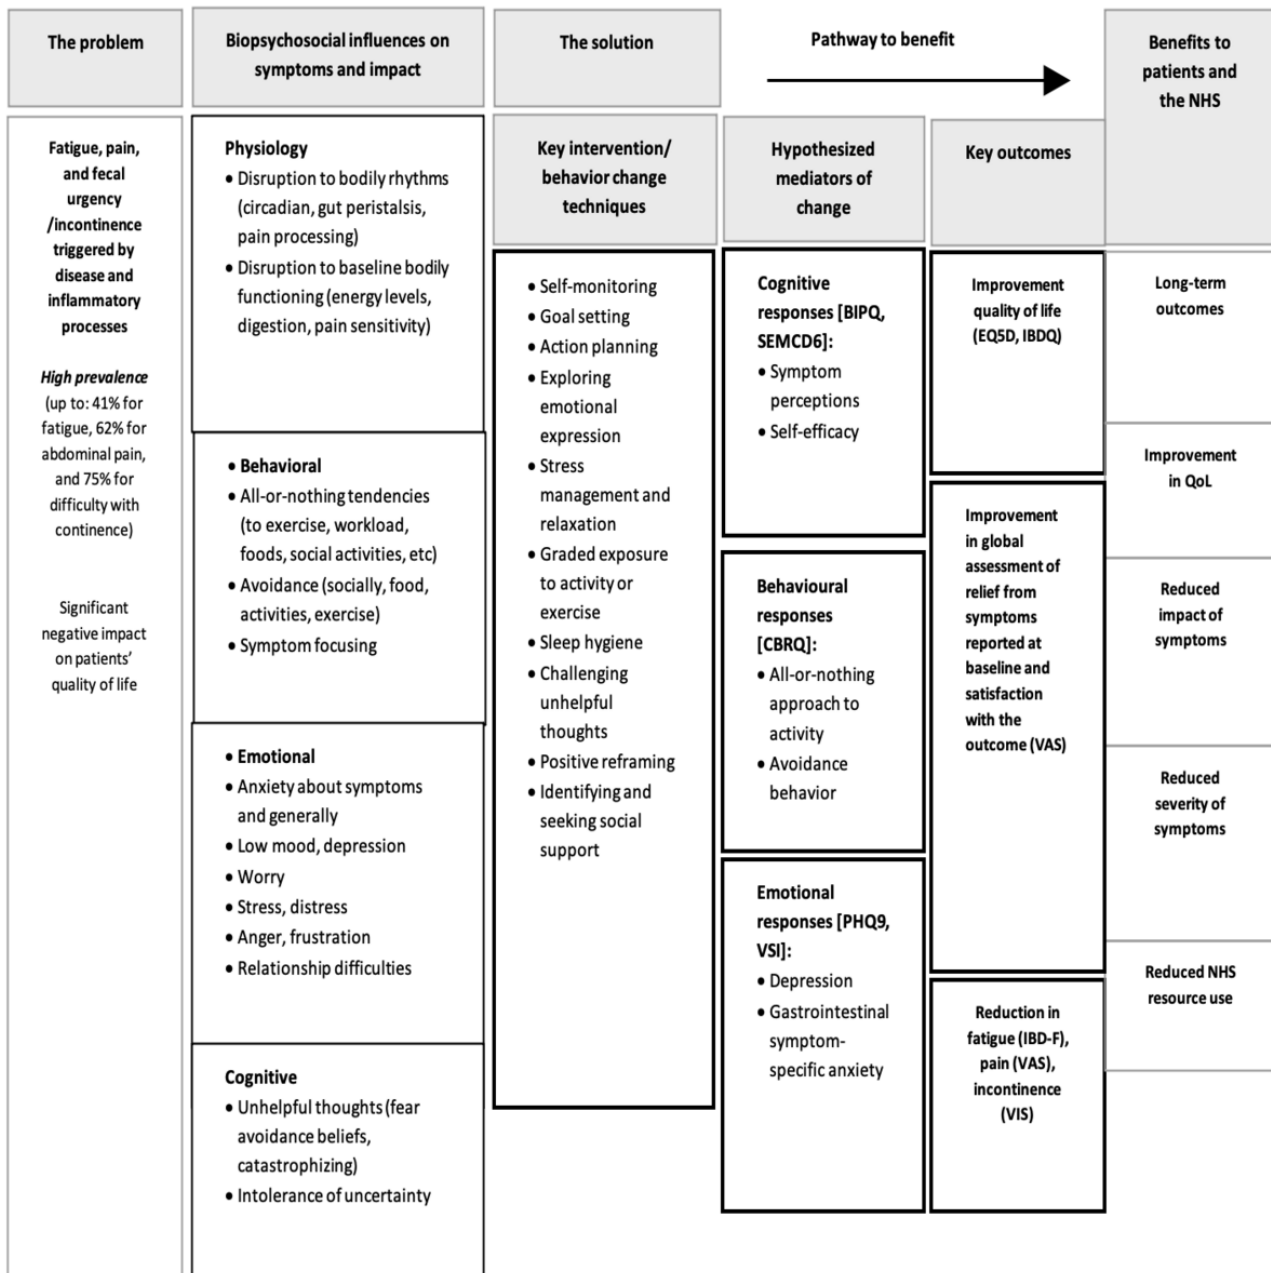 The problem
Biopsychosocial influences on
symptoms and impact
The solution
Pathway to benefit
Benefits to
patients and
the NHS
Fatigue, pain,
and fecal
urgency
/incontinence
triggered by
disease and
inflammatory
processes
High prevalence
(up to: 41% for
fatigue, 62% for
abdominal pain,
and 75% for
difficulty with
continence)
Significant
negative impact
on patients’
quality of life
Physiology
• Disruption to bodily rhythms
(circadian, gut peristalsis,
pain processing)
• Disruption to baseline bodily
functioning (energy levels,
digestion, pain sensitivity)
• Behavioral
• All-or-nothing tendencies
(to exercise, workload,
foods, social activities, etc)
• Avoidance (socially, food,
activities, exercise)
• Symptom focusing
• Emotional
• Anxiety about symptoms
and generally
• Low mood, depression
• Worry
• Stress, distress
• Anger, frustration
• Relationship difficulties
Cognitive
• Unhelpful thoughts (fear
avoidance beliefs,
catastrophizing)
• Intolerance of uncertainty
Key intervention/
behavior change
techniques
• Self-monitoring
• Goal setting
• Action planning
• Exploring
emotional
expression
• Stress
management and
relaxation
• Graded exposure
to activity or
exercise
• Sleep hygiene
• Challenging
unhelpful
thoughts
• Positive reframing
• Identifying and
seeking social
support
Hypothesized
mediators of
change
Cognitive
responses [BIPQ,
SEMCD6]:
• Symptom
perceptions
• Self-efficacy
Behavioural
responses
[CBRQ]:
• All-or-nothing
approach to
activity
• Avoidance
behavior
Emotional
responses [PHQ9,
VSI]:
• Depression
• Gastrointestinal
symptom-
specific anxiety
Key outcomes
Improvement
quality of life
(EQ5D, IBDQ)
Improvement
in global
assessment of
relief from
symptoms
reported at
baseline and
satisfaction
with the
outcome (VAS)
Reduction in
fatigue (IBD-F),
pain (VAS),
incontinence
(VIS)
Long-term
outcomes
Improvement
in QoL
Reduced
impact of
symptoms
Reduced
severity of
symptoms
Reduced NHS
resource use